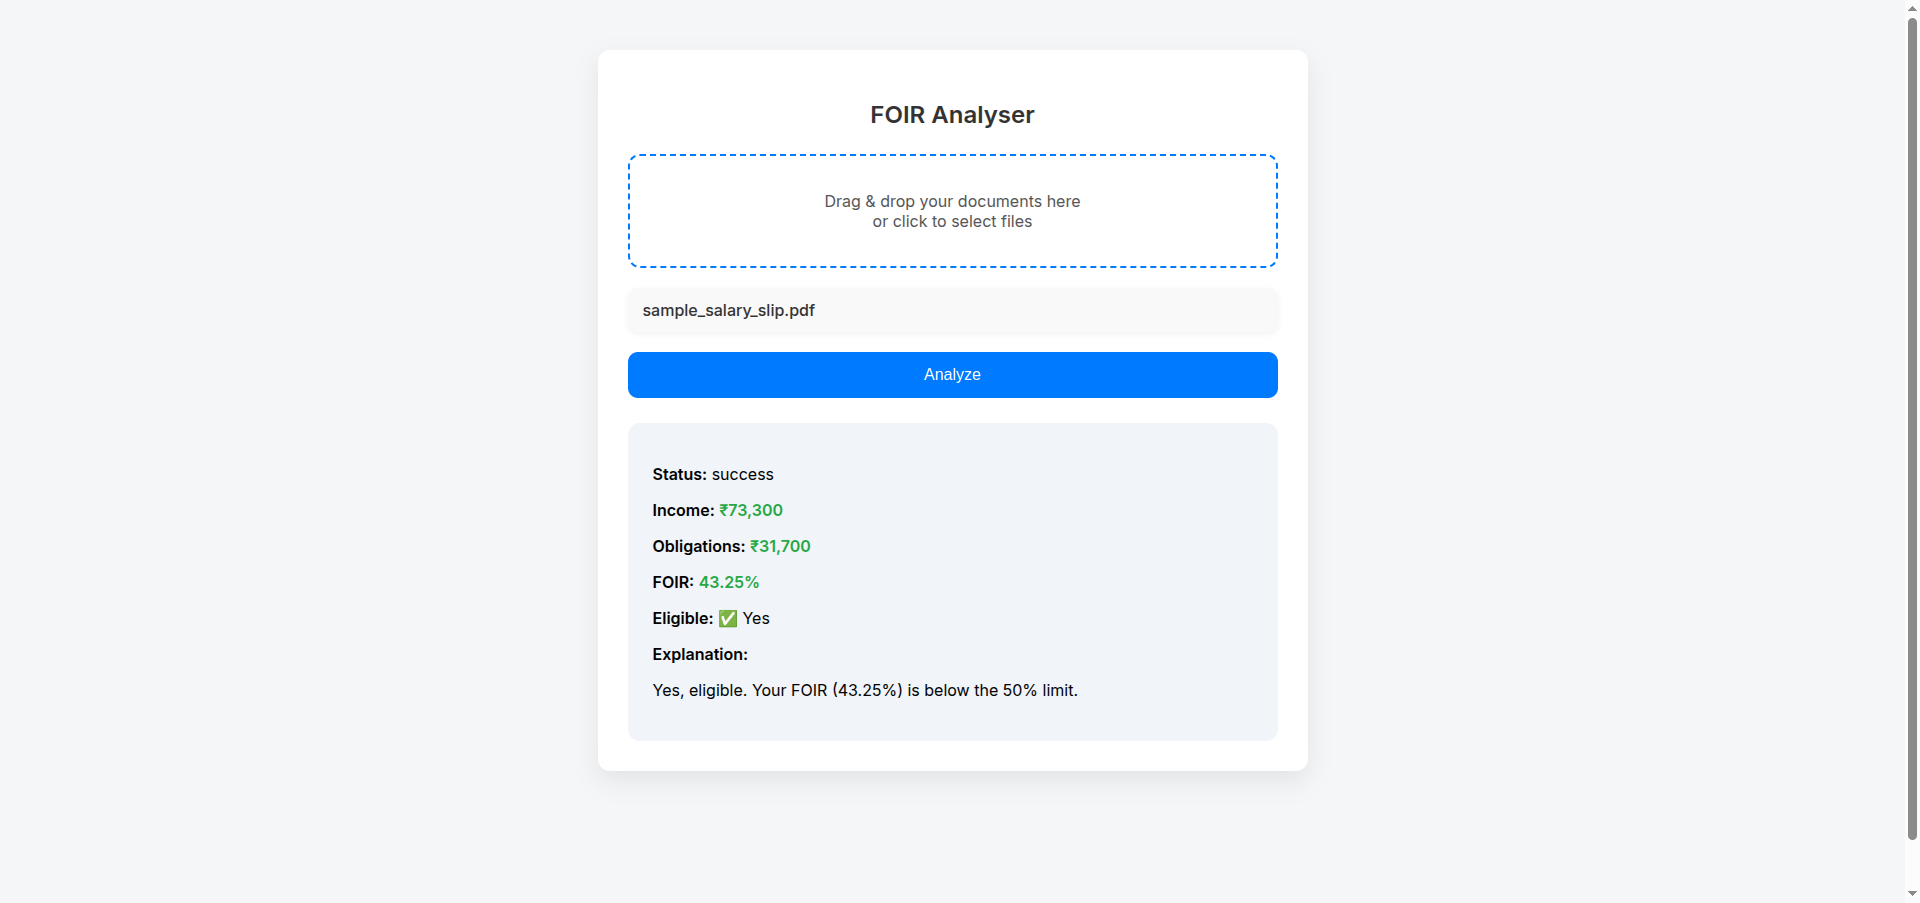 FOIR Analyser
Drag & drop your documents here
or click to select files
sample_salary_slip.pdf
Analyze
Status: success
Income: ₹73,300
Obligations: ₹31,700
FOIR: 43.25%
Eligible: ✅ Yes
Explanation:
Yes, eligible. Your FOIR (43.25%) is below the 50% limit.